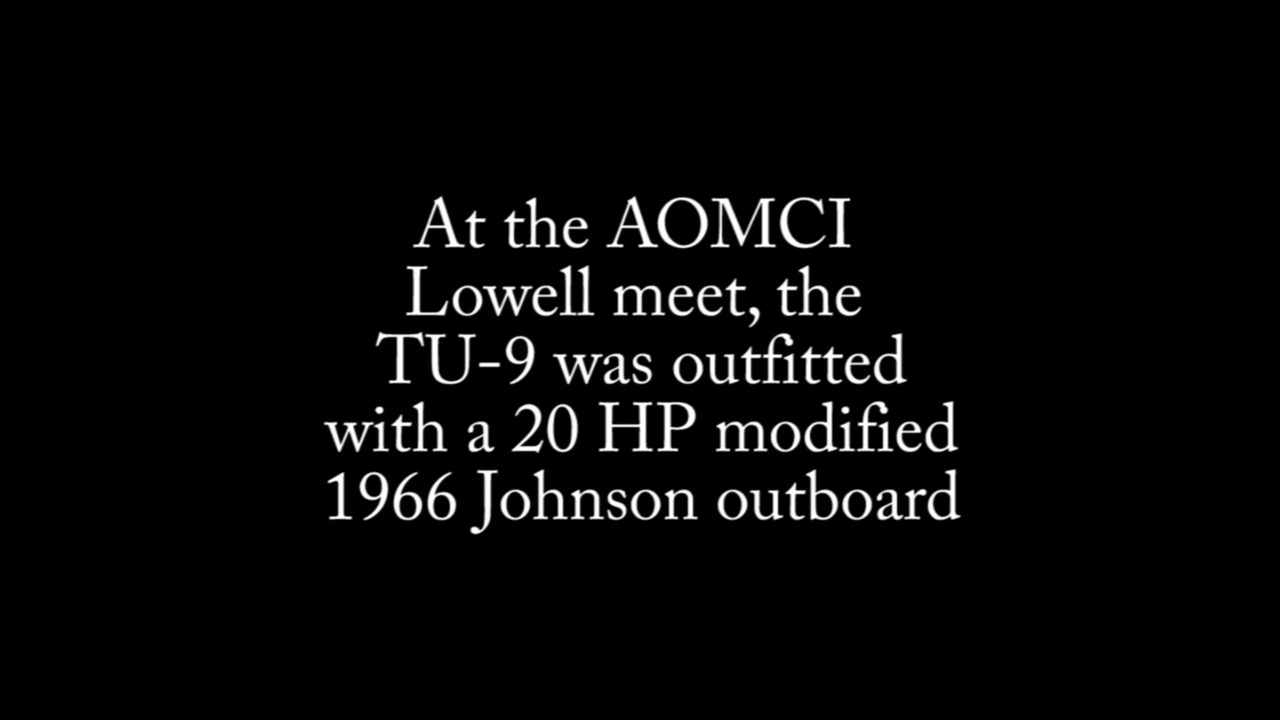 At the AOMCI
Lowell meet, the
TU-9 was outfitted
with a 20 HP modified
1966 Johnson outboard